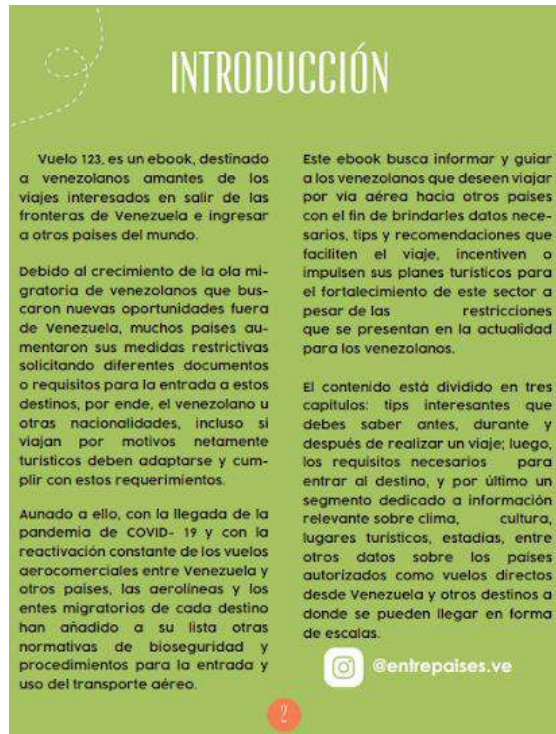 INTRODUCCIÓN
Vuelo 123, es un ebook, destinado
a venezolanos amantes de los
viajes interesados en salir de las
fronteras de Venezuela e ingresar
a otros países del mundo.
Debido al crecimiento de la ola mi-
gratoria de venezolanos que bus-
caron nuevas oportunidades fuera
de Venezuela, muchos países au-
mentaron sus medidas restrictivas
solicitando diferentes documentos
o requisitos para la entrada a estos
destinos, por ende, el venezolano u
otras nacionalidades, incluso si
viajan por motivos netamente
turísticos deben adaptarse y cum-
plir con estos requerimientos.
Aunado a ello, con la llegada de la
pandemia de COVID- 19 y con la
reactivación constante de los vuelos
aerocomerciales entre Venezuela y
otros países, las aerolíneas y los
entes migratorios de cada destino
han añadido a su lista otras
normativas de bioseguridad y
procedimientos para la entrada y
uso del transporte aéreo.
Este ebook busca informar y guiar
a los venezolanos que deseen viajar
por vía aérea hacia otros países
con el fin de brindarles datos nece-
sarios, tips y recomendaciones que
faciliten el viaje, incentiven o
impulsen sus planes turísticos para
el fortalecimiento de este sector a
pesar de las restricciones
que se presentan en la actualidad
para los venezolanos.
El contenido está dividido en tres
capítulos: tips interesantes que
debes saber antes, durante y
después de realizar un viaje; luego,
los requisitos necesarios para
entrar al destino, y por último un
segmento dedicado a información
relevante sobre clima, cultura,
lugares turísticos, estadías, entre
otros datos sobre los países
autorizados como vuelos directos
desde Venezuela y otros destinos a
donde se pueden llegar en forma
de escalas.
@entrepaises.ve
2